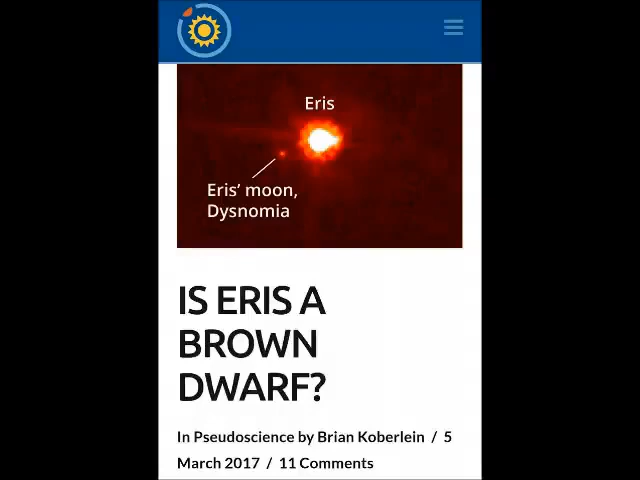 Eris
Eris’ moon,
Dysnomia
IS ERIS A
BROWN
DWARF?
In Pseudoscience by Brian Koberlein / 5
March 2017 / 11 Comments